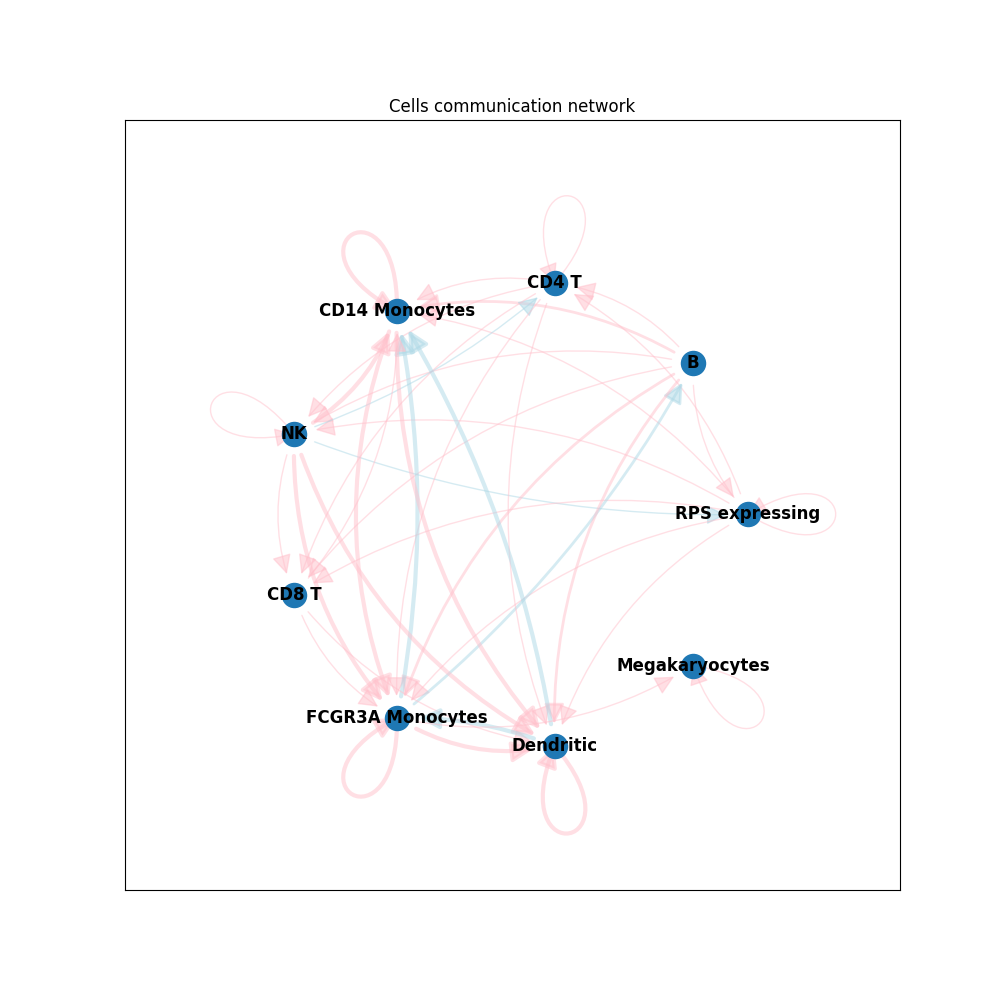 Cells communication network
CD4 T
CD14 Monocytes
B
NK
RPS expressing
CD8 T
Megakaryocytes
FCGR3A Monocytes
Dendritic